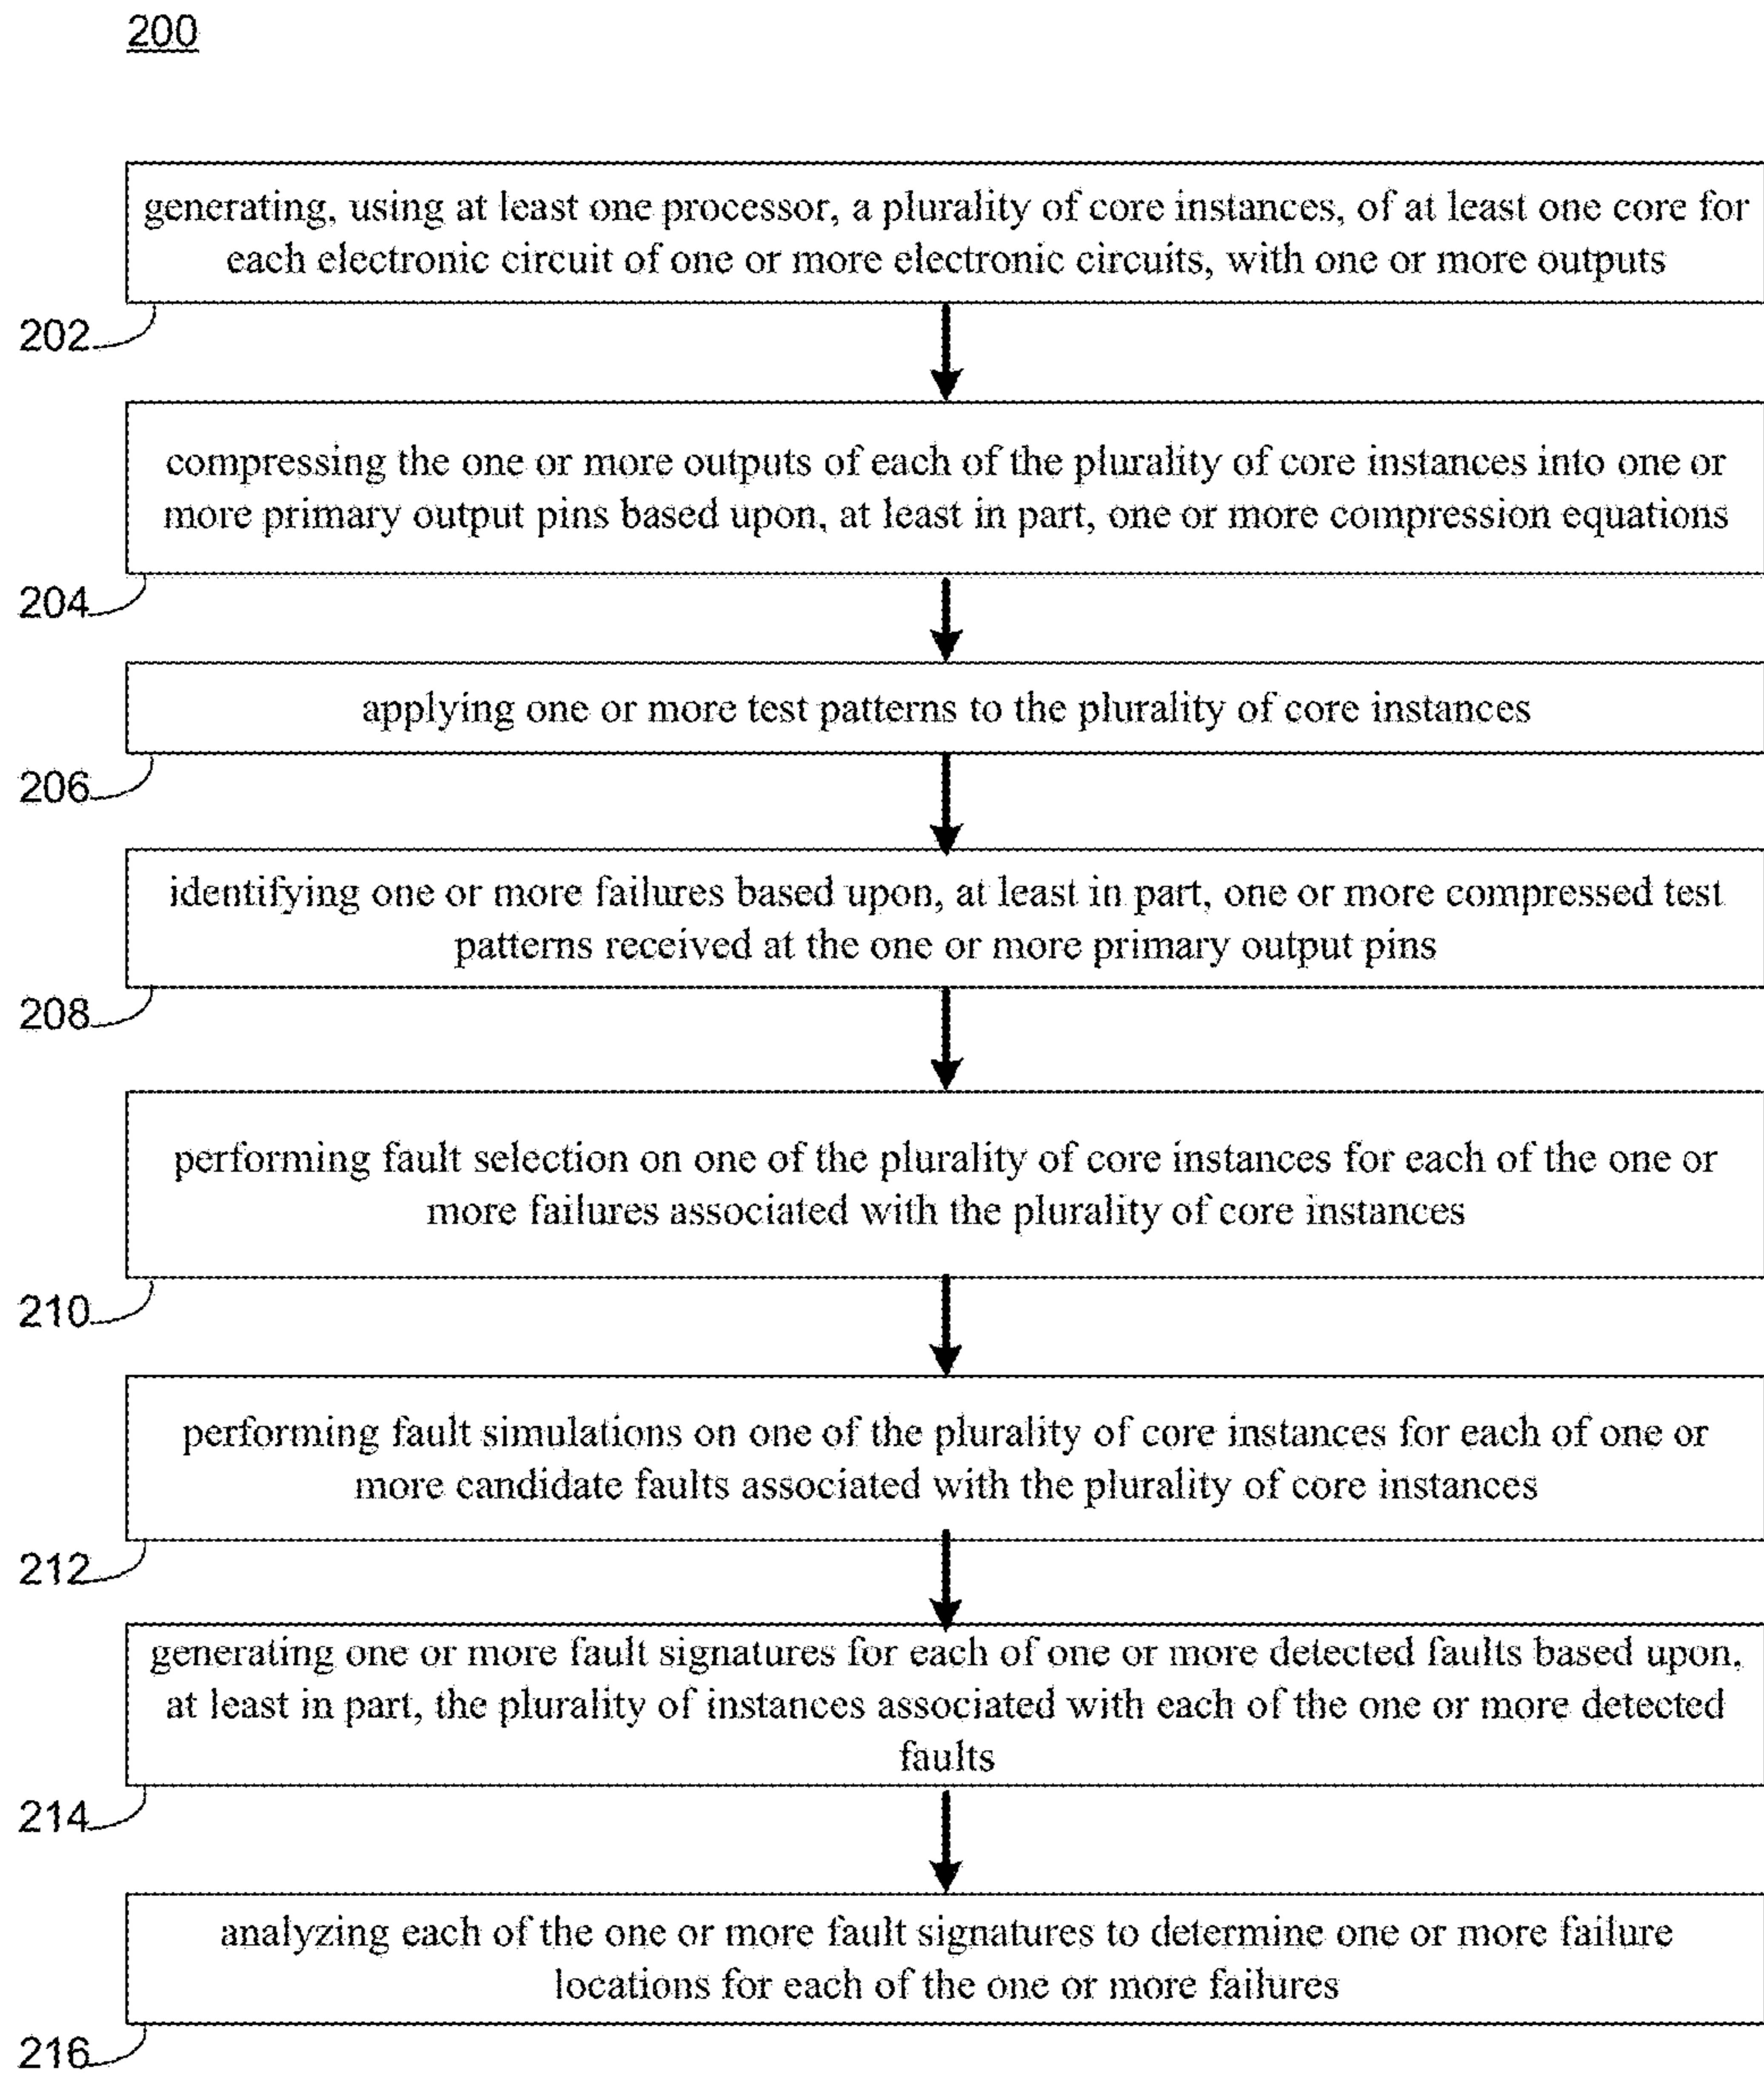 200
generating, using at least one processor, a plurality of core instances, of at least one core for
each electronic circuit of one or more electronic circuits, with one or more outputs
202
compressing the one or more outputs of each of the plurality of core instances into one or
more primary output pins based upon, at least in part, one or more compression equations
204
applying one or more test patterns to the plurality of core instances
206
identifying one or more failures based upon, at least in part, one or more compressed test
patterns received at the one or more primary output pins
208
performing fault selection on one of the plurality of core instances for each of the one or
more failures associated with the plurality of core instances
210
performing fault simulations on one of the plurality of core instances for each of one or
more candidate faults associated with the plurality of core instances
212
generating one or more fault signatures for each of one or more detected faults based upon,
at least in part, the plurality of instances associated with each of the one or more detected
faults
214
analyzing each of the one or more fault signatures to determine one or more failure
locations for each of the one or more failures
216